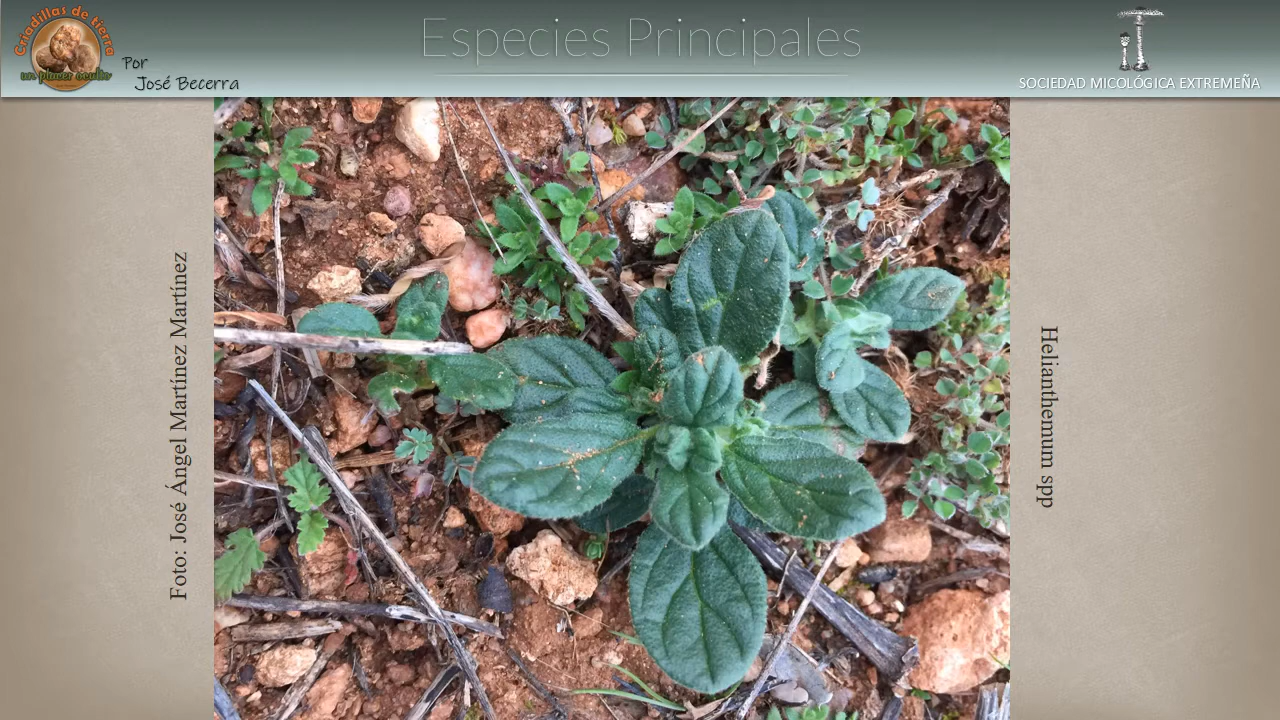 Criadillas de tierra
un placer oculto
Por
José Becerra
Especies Principales
SOCIEDAD MICOLÓGICA EXTREMEÑA
Foto: José Ángel Martínez Martínez
Helianthemum spp